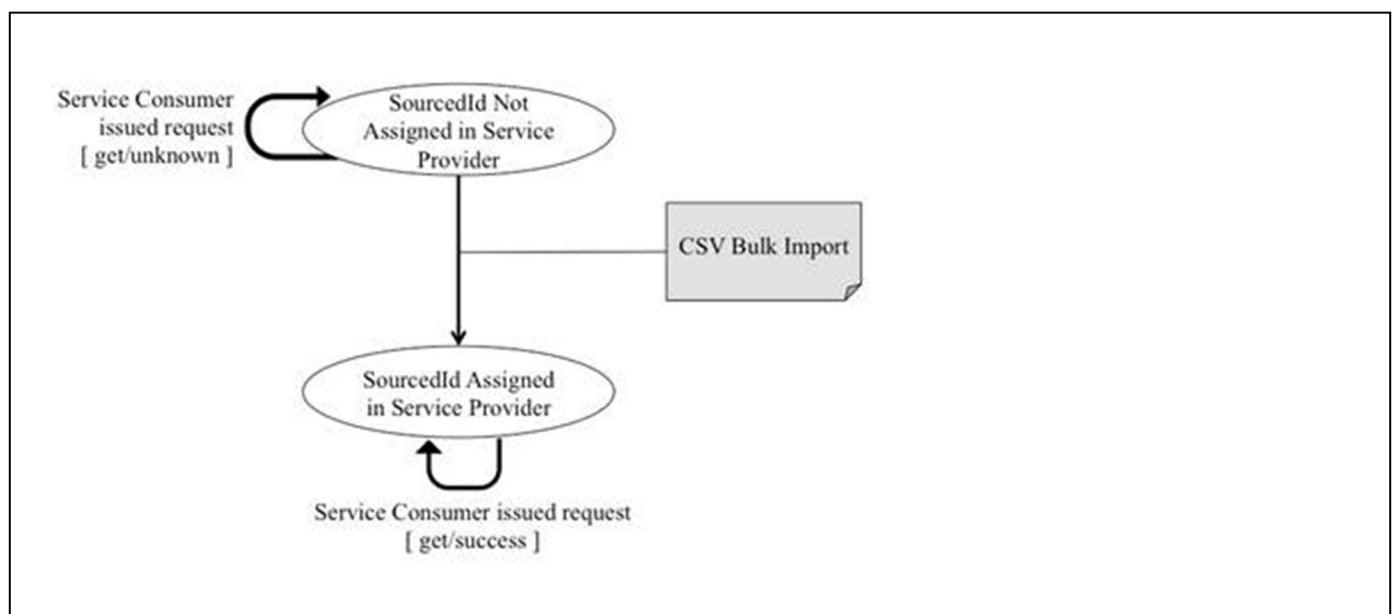 Service Consumer
issued request
[ get/unknown ]
SourcedId Not
Assigned in Service
Provider
CSV Bulk Import
SourcedId Assigned
in Service Provider
Service Consumer issued request
[ get/success ]